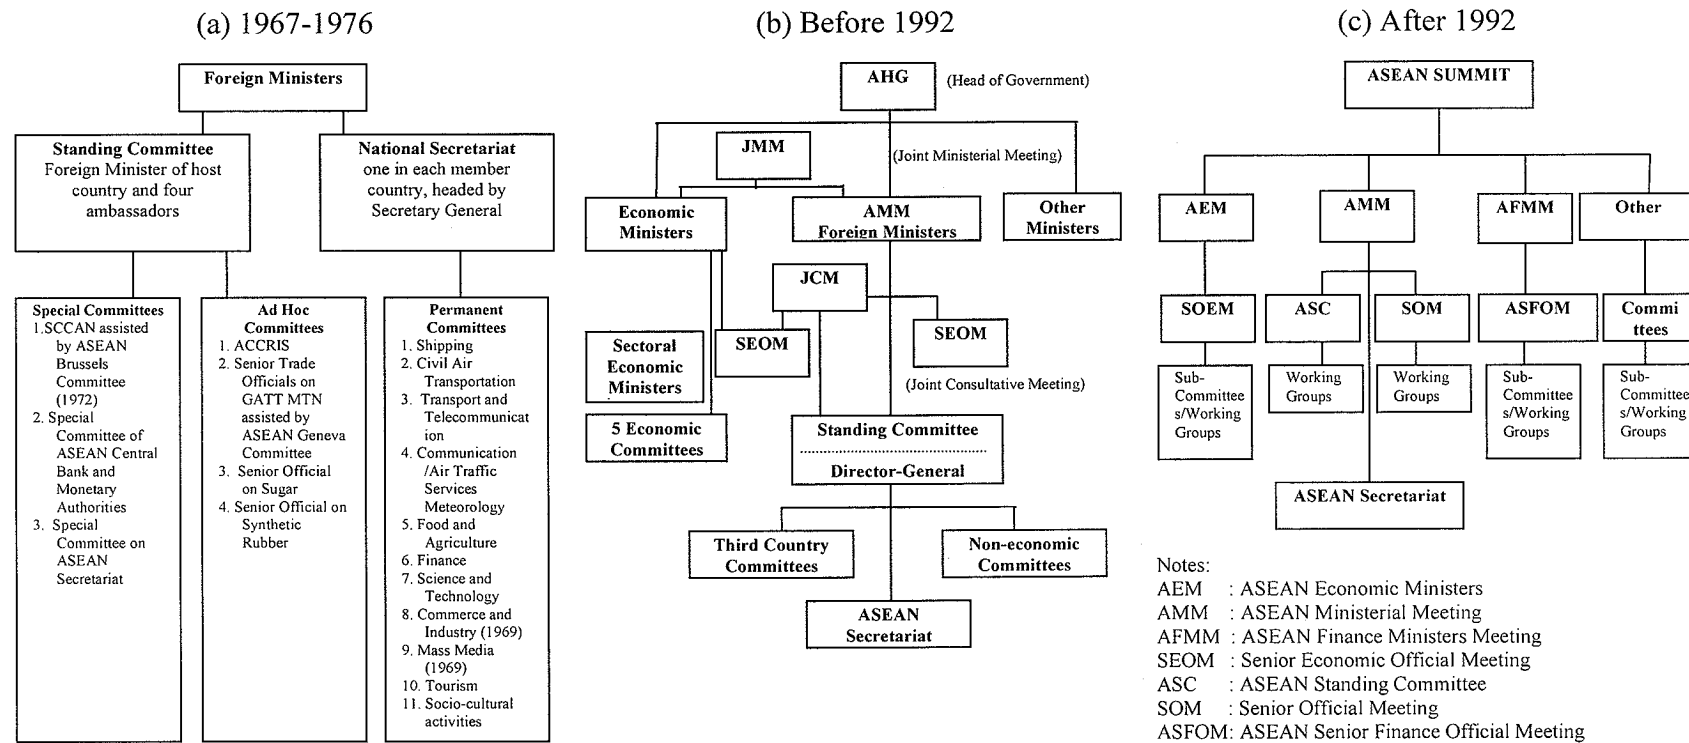 (a) 1967-1976
Foreign Ministers
Standing Committee
Foreign Minister of host
country and four
ambassadors
National Secretariat
one in each member
country, headed by
Secretary General
Special Committees
1.SCCAN assisted
by ASEAN
Brussels
Committee
(1972)
2. Special
Committee of
ASEAN Central
Bank and
Monetary
Authorities
3. Special
Committee on
ASEAN
Secretariat
Ad Hoc
Committees
1. ACCRIS
2. Senior Trade
Officials on
GATT MTN
assisted by
ASEAN Geneva
Committee
3. Senior Official
on Sugar
4. Senior Official on
Synthetic
Rubber
Permanent
Committees
1. Shipping
2. Civil Air
Transportation
3. Transport and
Telecommunicat
ion
4. Communication
/Air Traffic
Services
Meteorology
5. Food and
Agriculture
6. Finance
7. Science and
Technology
8. Commerce and
Industry (1969)
9. Mass Media
(1969)
10. Tourism
11. Socio-cultural
activities
(b) Before 1992
AHG
(Head of Government)
JMM
(Joint Ministerial Meeting)
Economic
Ministers
AMM
Foreign Ministers
Other
Ministers
JCM
Sectoral
Economic
Ministers
SEOM
SEOM
(Joint Consultative Meeting)
5 Economic
Committees
Standing Committee
Director-General
Third Country
Committees
Non-economic
Committees
ASEAN
Secretariat
(c) After 1992
ASEAN SUMMIT
AEM
AMM
AFMM
Other
SOEM
ASC
SOM
ASFOM
Commi
ttees
Sub-
Committee
s/Working
Groups
Working
Groups
Working
Groups
Sub-
Committee
s/Working
Groups
Sub-
Committee
s/Working
Groups
ASEAN Secretariat
Notes:
AEM : ASEAN Economic Ministers
AMM : ASEAN Ministerial Meeting
AFMM : ASEAN Finance Ministers Meeting
SEOM : Senior Economic Official Meeting
ASC : ASEAN Standing Committee
SOM : Senior Official Meeting
ASFOM: ASEAN Senior Finance Official Meeting